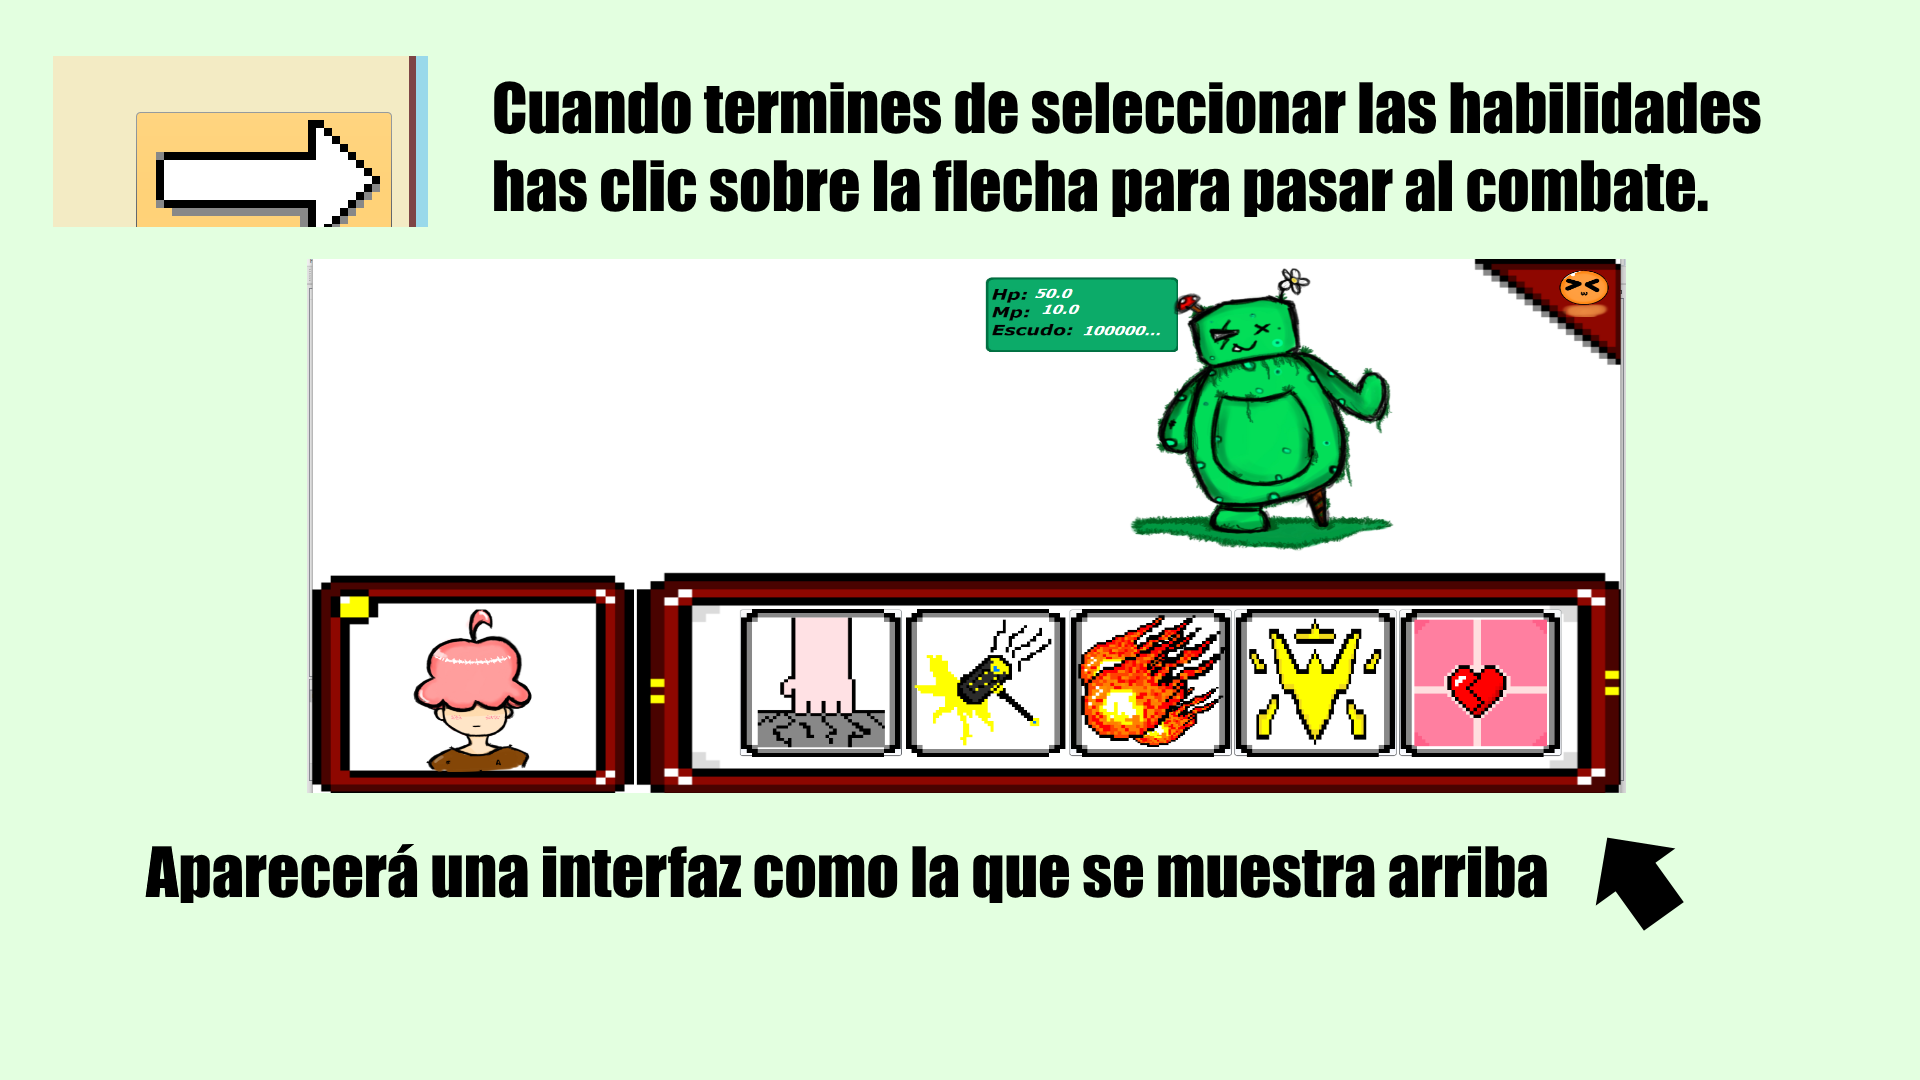 Cuando termines de seleccionar las habilidades
has clic sobre la flecha para pasar al combate.
Hp: 50.0
Mp: 10.0
Escudo: 100000...
Aparecerá una interfaz como la que se muestra arriba